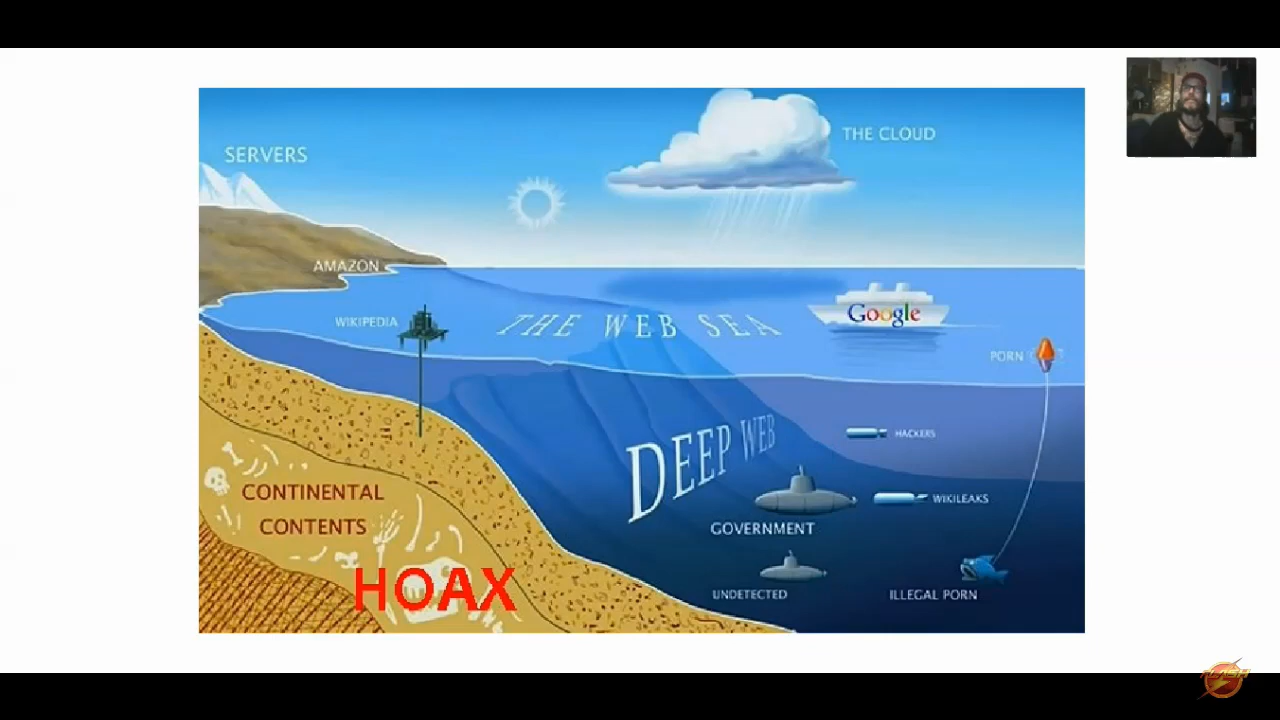 SERVERS
THE CLOUD
AMAZON
WIKIPEDIA
THE WEB SEA
Google
PORN
DEEP WEB
HACKERS
WIKILEAKS
GOVERNMENT
CONTINENTAL
CONTENTS
HOAX
UNDETECTED
ILLEGAL PORN